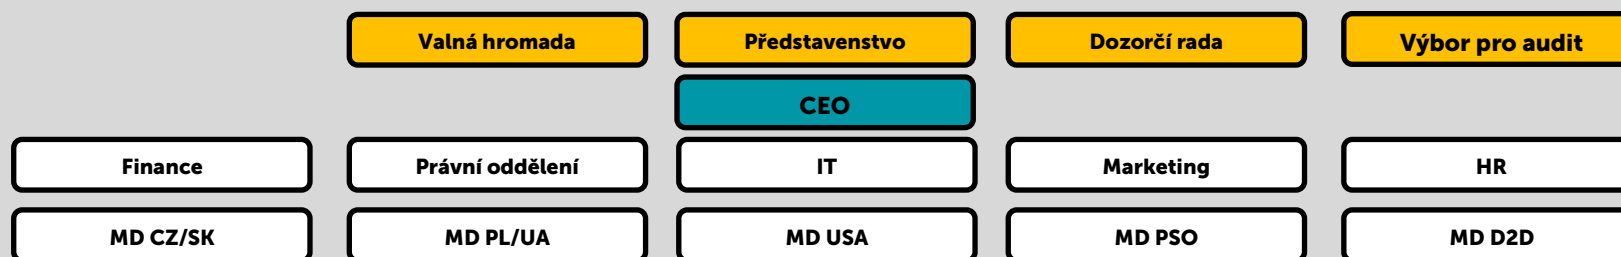 Valná hromada
Představenstvo
Dozorčí rada
Výbor pro audit
CEO
Finance
Právní oddělení
IT
Marketing
HR
MD CZ/SK
MD PL/UA
MD USA
MD PSO
MD D2D